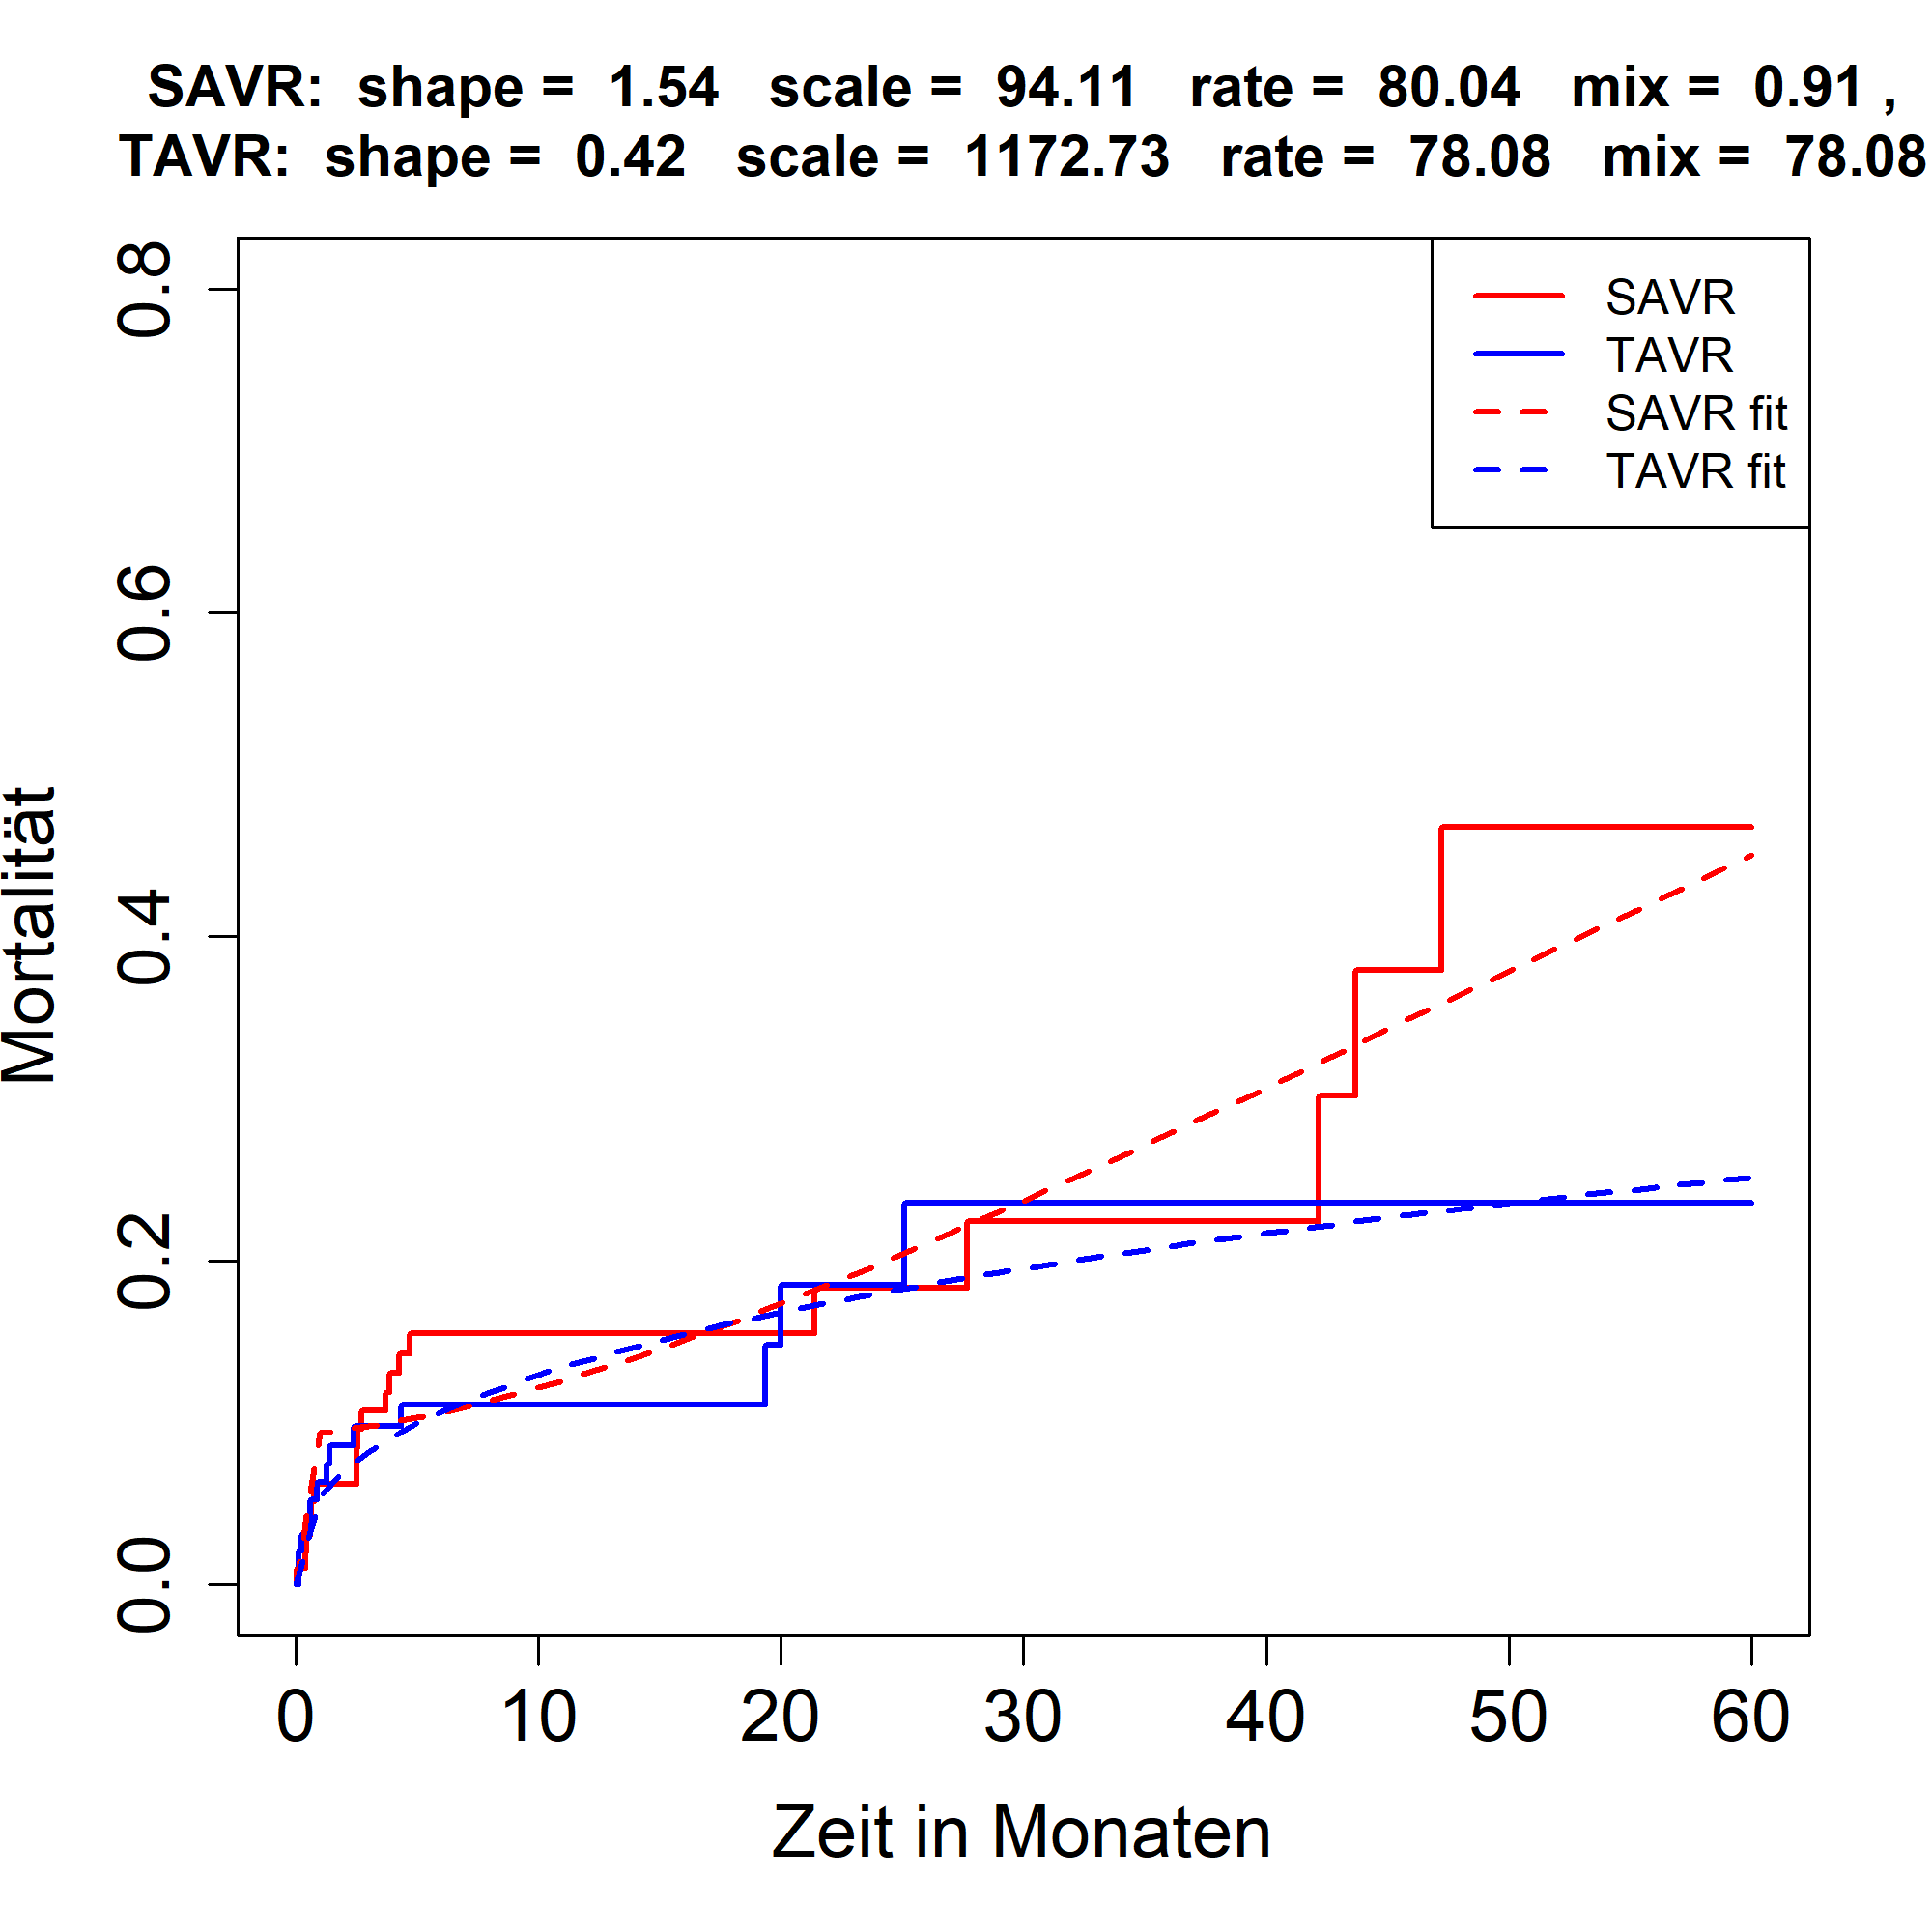 SAVR: shape = 1.54 scale = 94.11 rate = 80.04 mix = 0.91 ,
TAVR: shape = 0.42 scale = 1172.73 rate = 78.08 mix = 78.08
SAVR
TAVR
SAVR fit
TAVR fit
Mortalität
0.8
0.6
0.4
0.2
0.0
0 10 20 30 40 50 60
Zeit in Monaten